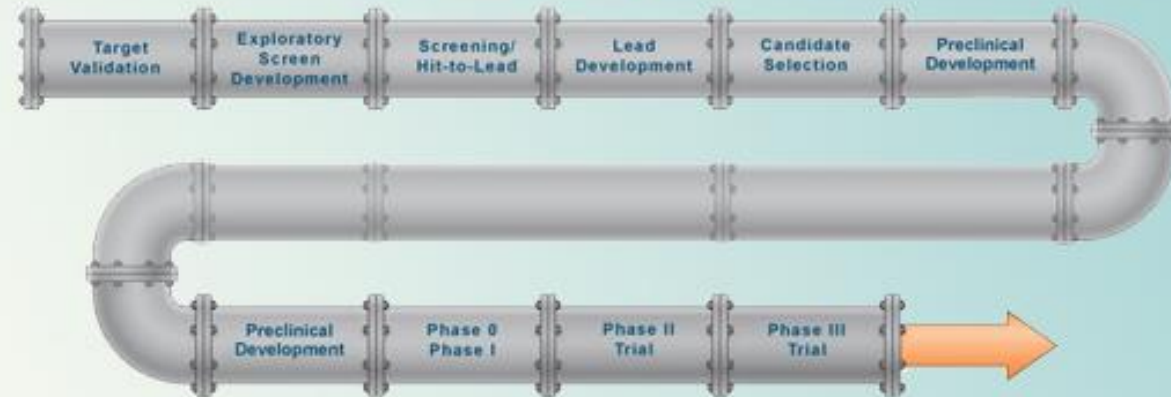 Target
Validation
Exploratory
Screen
Development
Screening/
Hit-to-Lead
Lead
Development
Candidate
Selection
Preclinical
Development
Preclinical
Development
Phase 0
Phase I
Phase II
Trial
Phase III
Trial